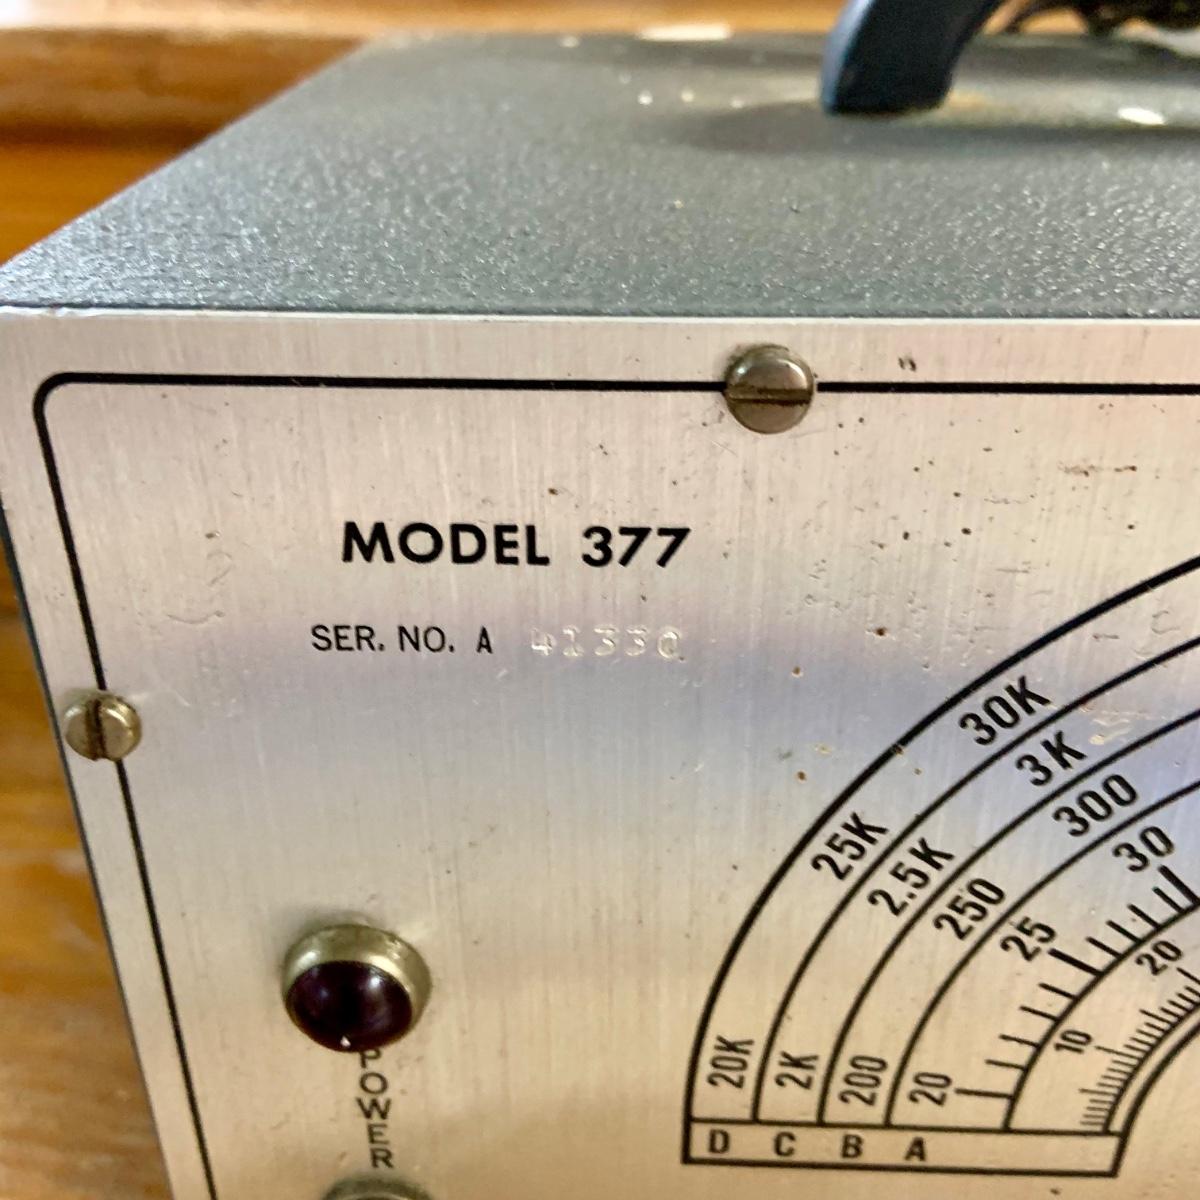 MODEL 377
SER. NO. A 41330
30K
3K
300
30
25K
2.5K
250
25
20
10
20K
2K
200
20
D C B A
POWER